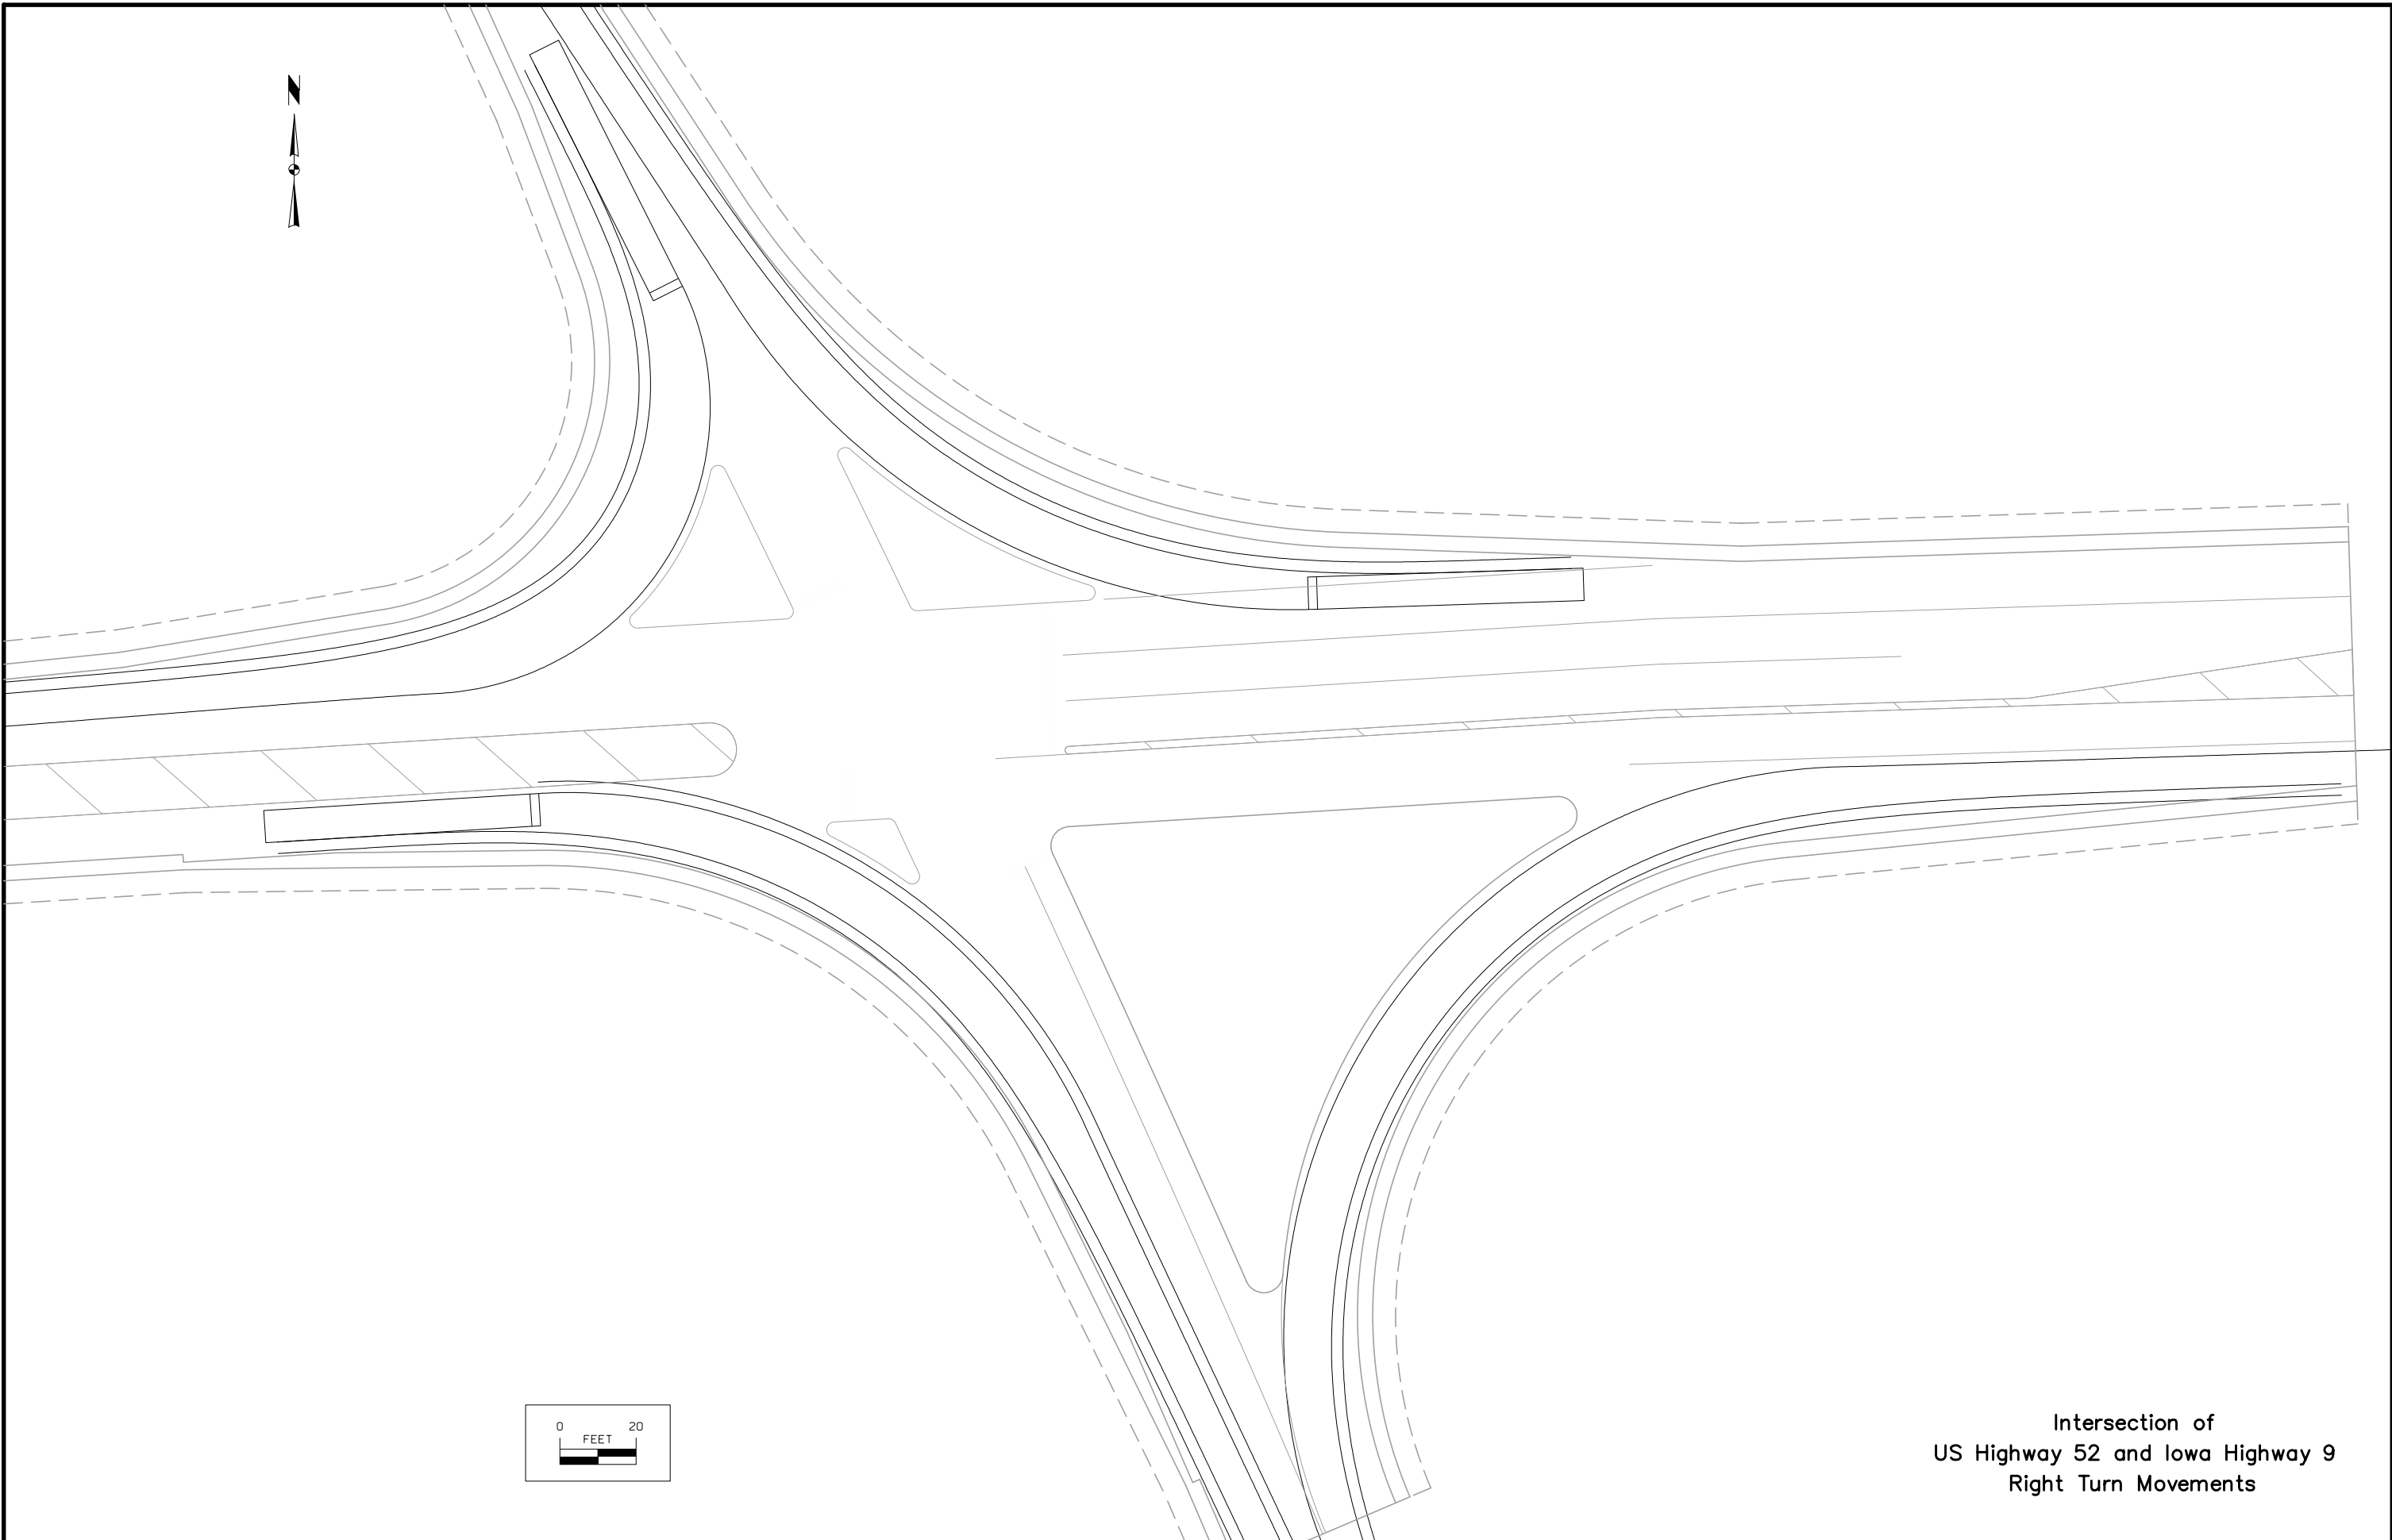 N
0 20
FEET
Intersection of
US Highway 52 and Iowa Highway 9
Right Turn Movements